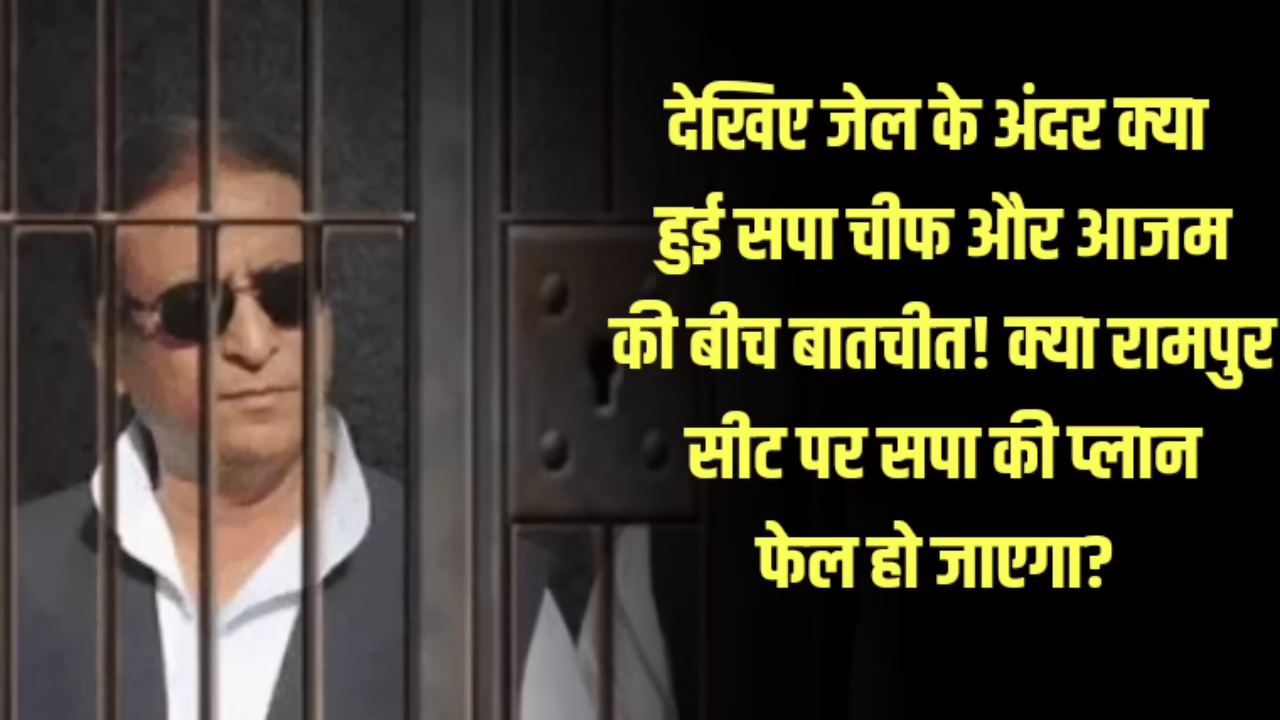 देखिए जेल के अंदर क्या
हुई सपा चीफ और आजम
की बीच बातचीत! क्या रामपुर
सीट पर सपा की प्लान
फेल हो जाएगा?